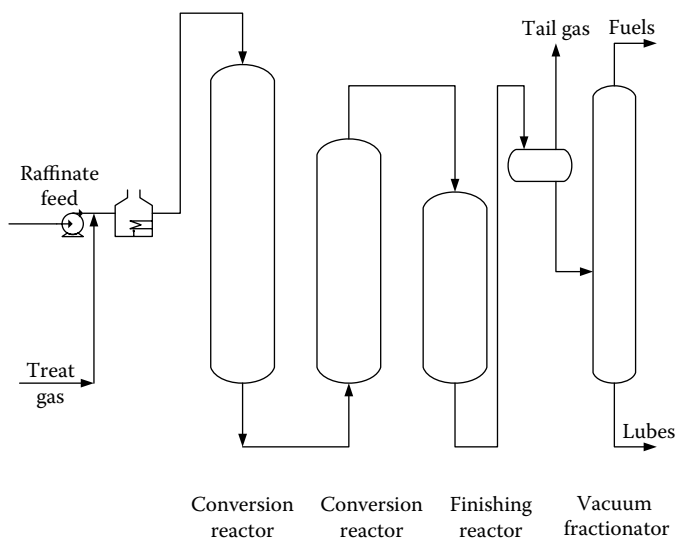 Tail gas
Fuels
Raffinate
feed
Treat
gas
Lubes
Conversion
reactor
Conversion
reactor
Finishing
reactor
Vacuum
fractionator